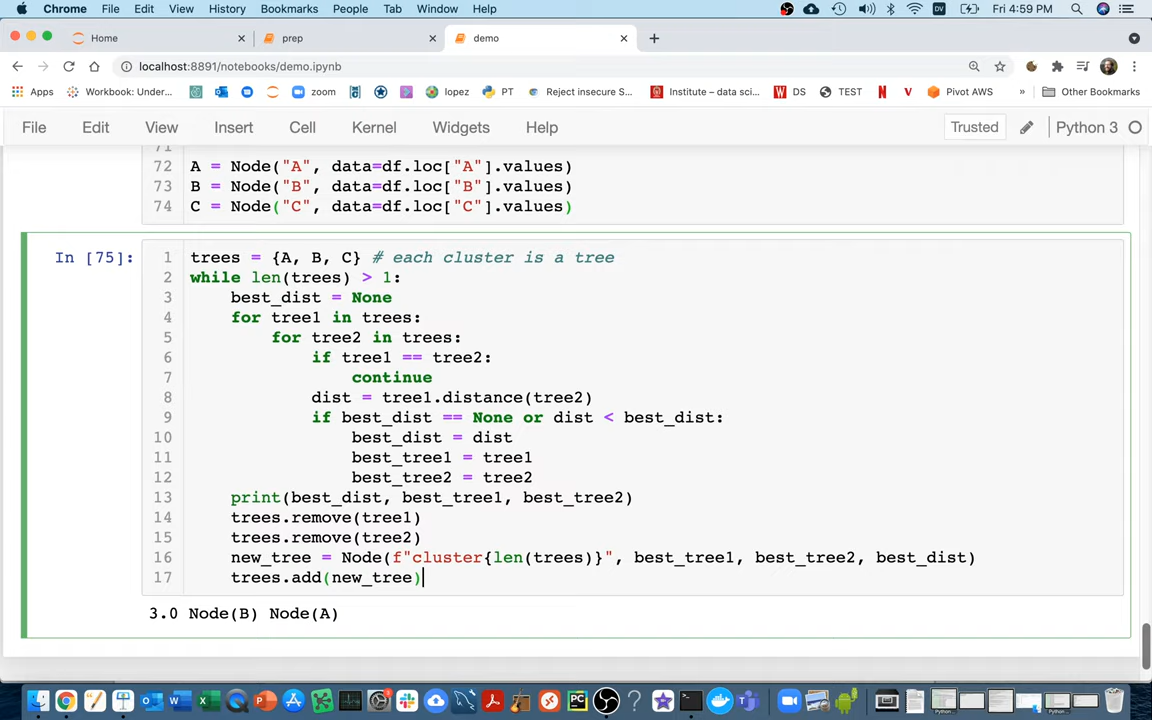 Chrome File Edit View History Bookmarks People Tab Window Help DV Fri 4:59 PM
Home prep demo
localhost:8891/notebooks/demo.ipynb
Apps Workbook: Under... zoom lopez PT Reject insecure S... Institute – data sci... DS TEST Pivot AWS » Other Bookmarks
File Edit View Insert Cell Kernel Widgets Help Trusted Python 3
71
72 A = Node("A", data=df.loc["A"].values)
73 B = Node("B", data=df.loc["B"].values)
74 C = Node("C", data=df.loc["C"].values)
In [75]: 1 trees = {A, B, C} # each cluster is a tree
2 while len(trees) > 1:
3 best_dist = None
4 for tree1 in trees:
5 for tree2 in trees:
6 if tree1 == tree2:
7 continue
8 dist = tree1.distance(tree2)
9 if best_dist == None or dist < best_dist:
10 best_dist = dist
11 best_tree1 = tree1
12 best_tree2 = tree2
13 print(best_dist, best_tree1, best_tree2)
14 trees.remove(tree1)
15 trees.remove(tree2)
16 new_tree = Node(f"cluster{len(trees)}", best_tree1, best_tree2, best_dist)
17 trees.add(new_tree)
3.0 Node(B) Node(A)